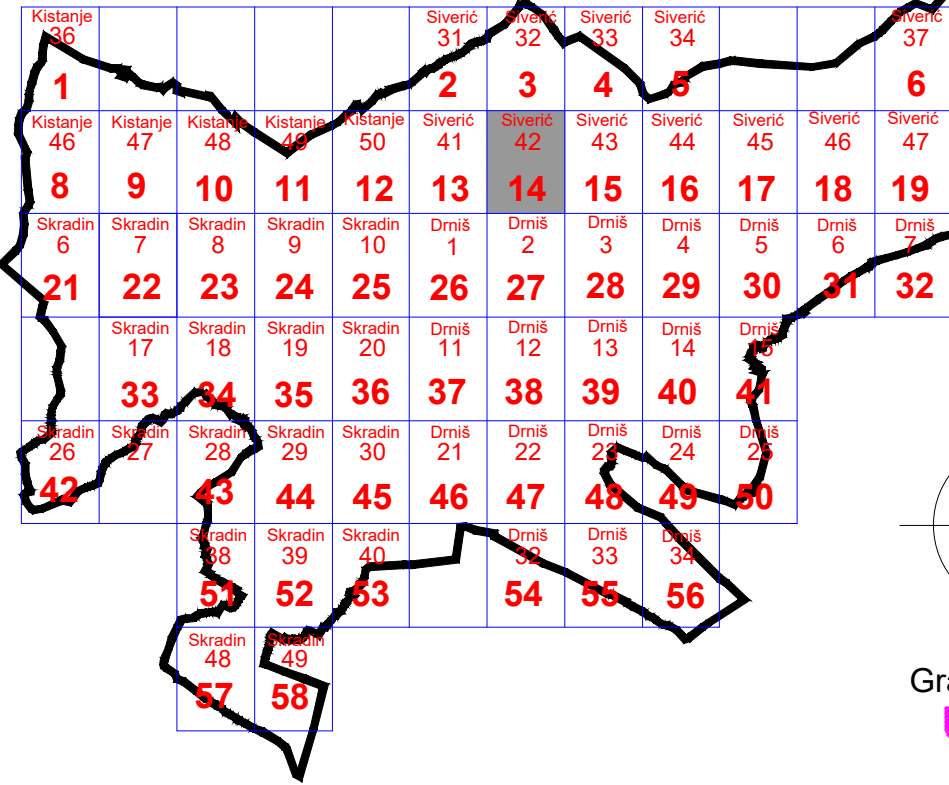 Kistanje Siverić Siverić Siverić Siverić Siverić
36 31 32 33 34 37
1 2 3 4 5 6
Kistanje Kistanje Kistanje Kistanje Kistanje Siverić Siverić Siverić Siverić Siverić Siverić Siverić
46 47 48 49 50 41 42 43 44 45 46 47
8 9 10 11 12 13 14 15 16 17 18 19
Skradin Skradin Skradin Skradin Skradin Drniš Drniš Drniš Drniš Drniš Drniš Drniš
6 7 8 9 10 1 2 3 4 5 6 7
21 22 23 24 25 26 27 28 29 30 31 32
Skradin Skradin Skradin Skradin Drniš Drniš Drniš Drniš Drniš
17 18 19 20 11 12 13 14 15
33 34 35 36 37 38 39 40 41
Skradin Skradin Skradin Skradin Skradin Drniš Drniš Drniš Drniš Drniš
26 27 28 29 30 21 22 23 24 25
42 43 44 45 46 47 48 49 50
Skradin Skradin Skradin Drniš Drniš Drniš
38 39 40 32 33 34
51 52 53 54 55 56
Skradin Skradin
48 49
57 58
Gra